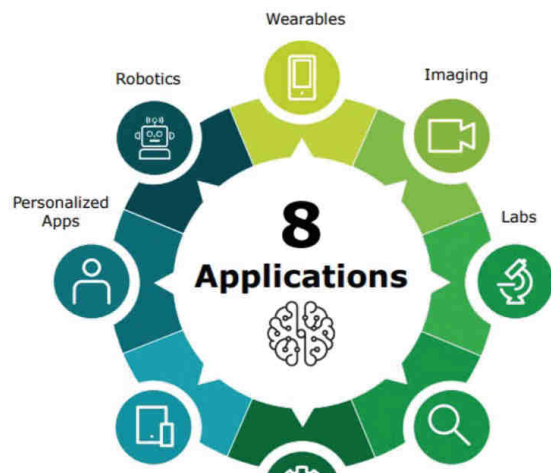 Wearables
Robotics
Imaging
Personalized
Apps
8
Applications
Labs